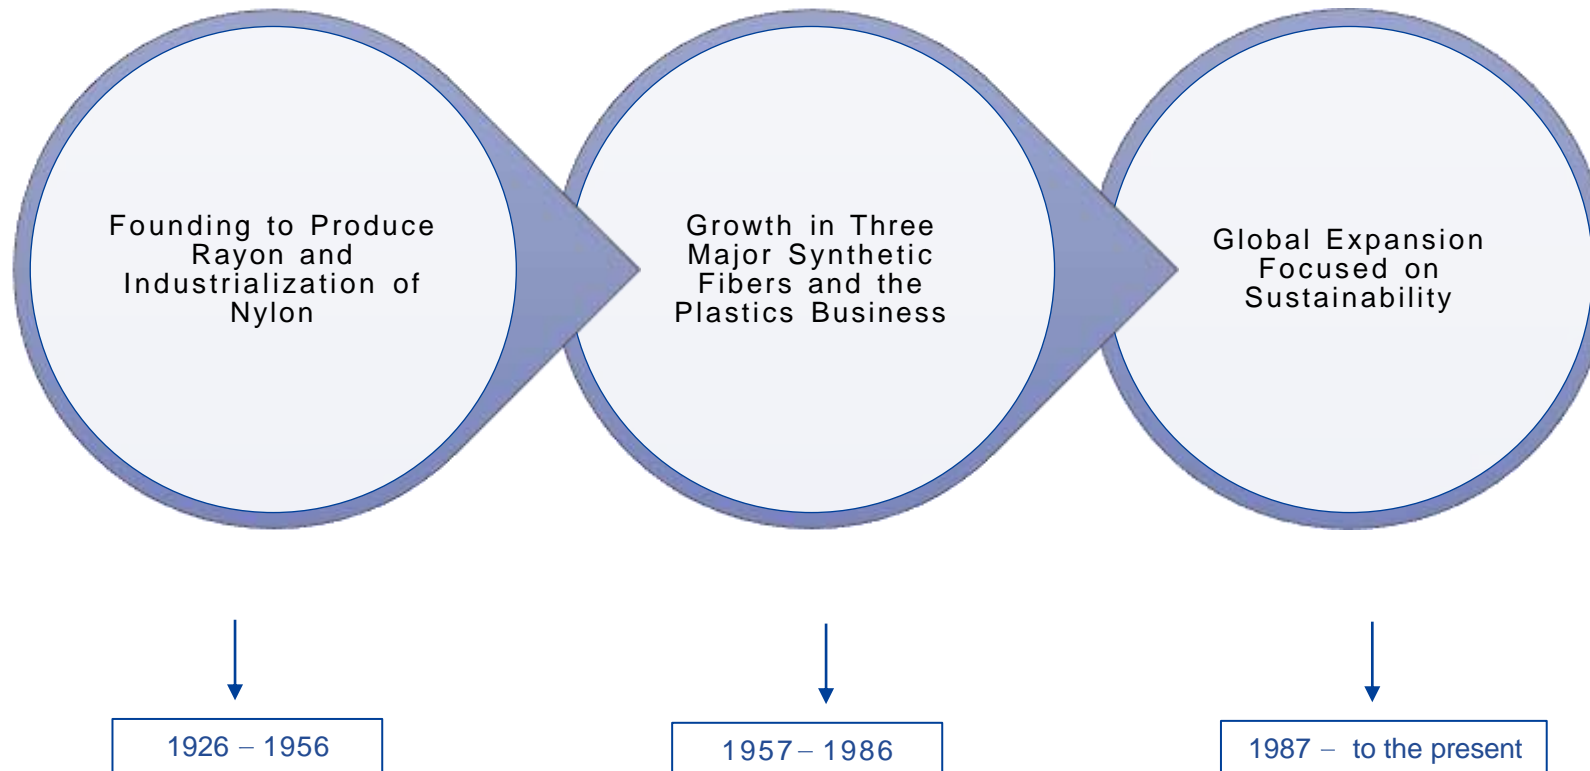 Founding to Produce
Rayon and
Industrialization of
Nylon
Growth in Three
Major Synthetic
Fibers and the
Plastics Business
Global Expansion
Focused on
Sustainability
1926 – 1956
1957 – 1986
1987 – to the present